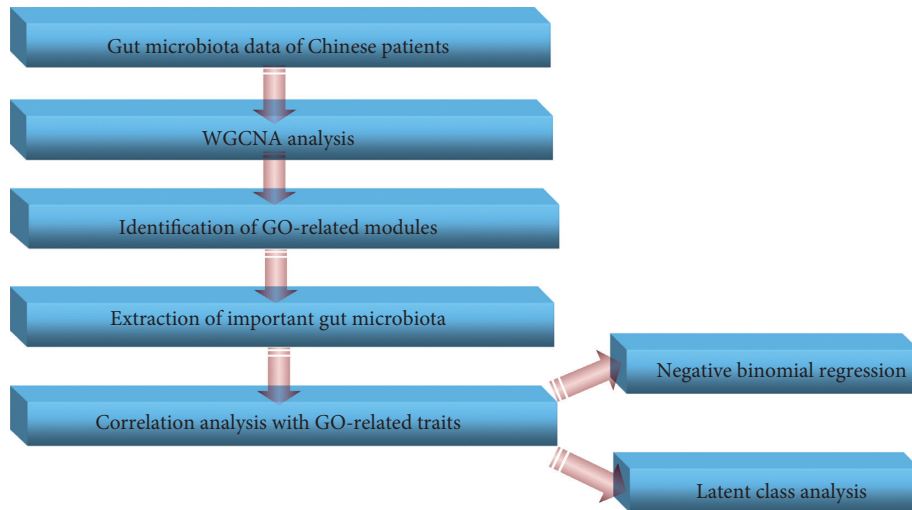 Gut microbiota data of Chinese patients
WGCNA analysis
Identification of GO-related modules
Extraction of important gut microbiota
Correlation analysis with GO-related traits
Negative binomial regression
Latent class analysis